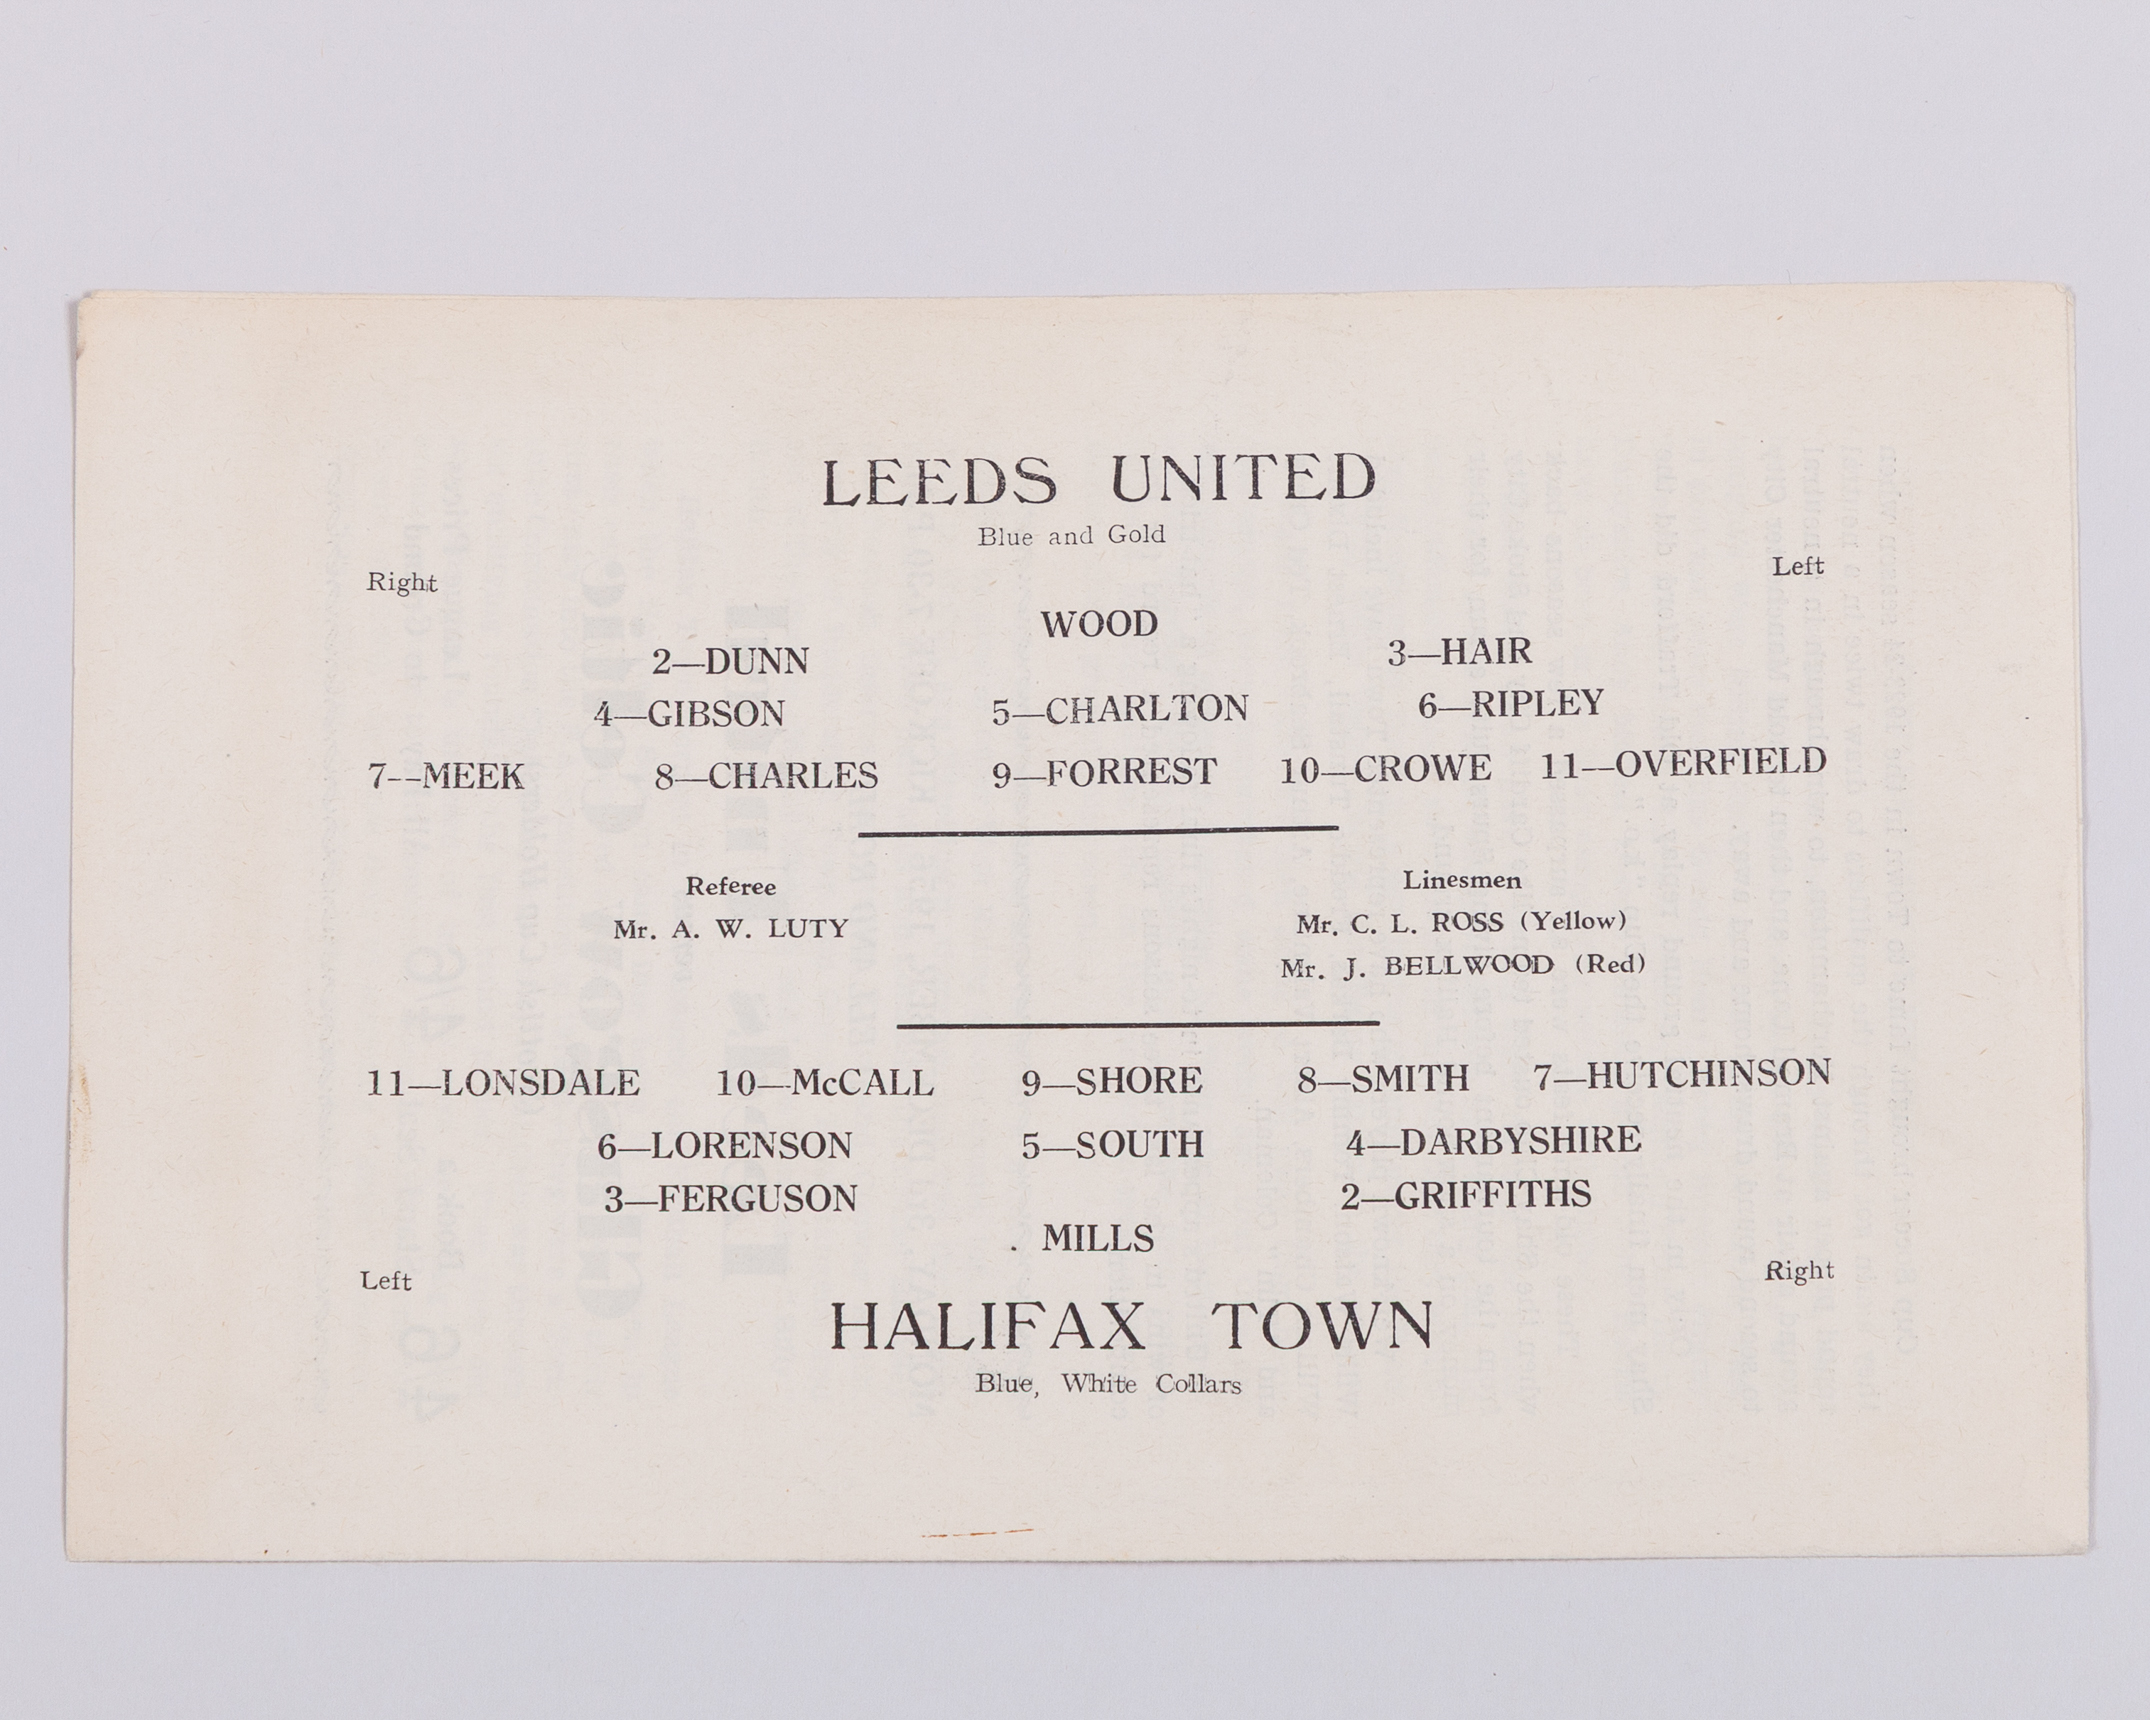 LEEDS UNITED
Blue and Gold
Right Left
WOOD
2—DUNN 3—HAIR
4—GIBSON 5—CHARLTON 6—RIPLEY
7--MEEK 8—CHARLES 9—FORREST 10—CROWE 11—OVERFIELD
Referee Linesmen
Mr. A. W. LUTY Mr. C. L. ROSS (Yellow)
Mr. J. BELLWOOD (Red)
11—LONSDALE 10—McCALL 9—SHORE 8—SMITH 7—HUTCHINSON
6—LORENSON 5—SOUTH 4—DARBYSHIRE
3—FERGUSON 2—GRIFFITHS
. MILLS
Left Right
HALIFAX TOWN
Blue, White Collars